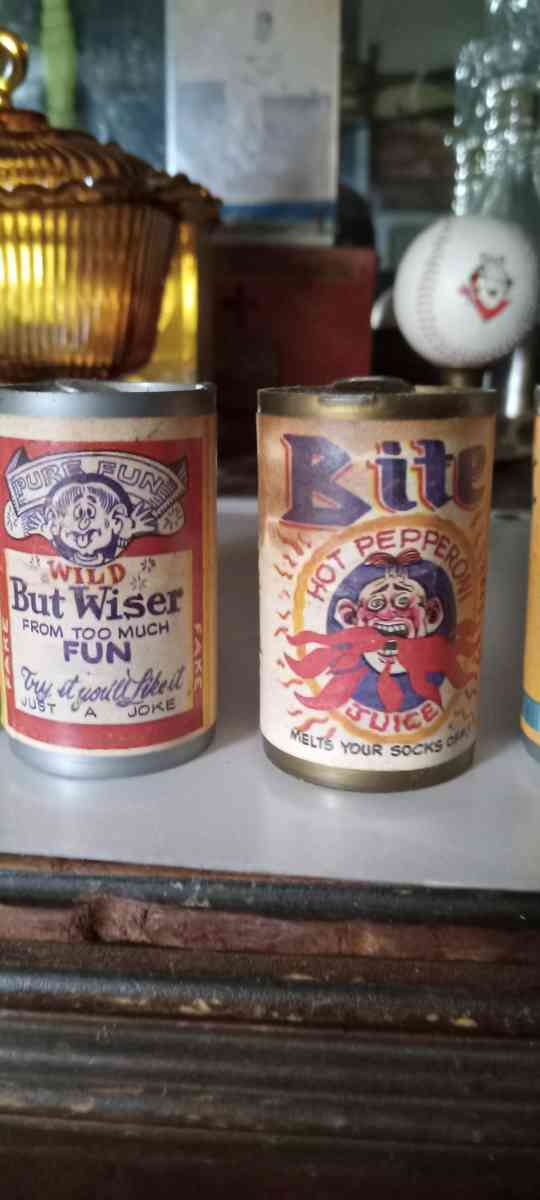 PURE FUN
WILD
But Wiser
FROM TOO MUCH
FUN
Try it you'll like it
JUST A JOKE
FAKE
FAKE
Bite
HOT PEPPERONI
JUICE
MELTS YOUR SOCKS